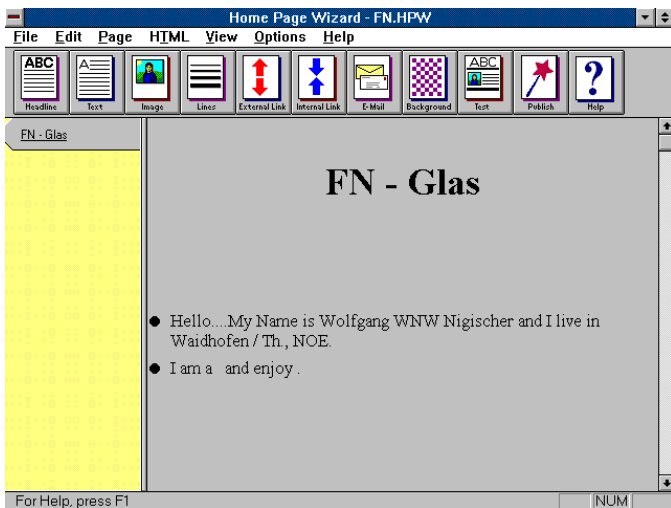 Home Page Wizard - FN.HPW
File Edit Page HTML View Options Help
ABC A ABC ?
Headline Text Image Lines External Link Internal Link E-Mail Background Test Publish Help
FN - Glas
FN - Glas
Hello....My Name is Wolfgang WNW Nigischer and I live in
Waidhofen / Th., NOE.
I am a and enjoy .
For Help, press F1 NUM